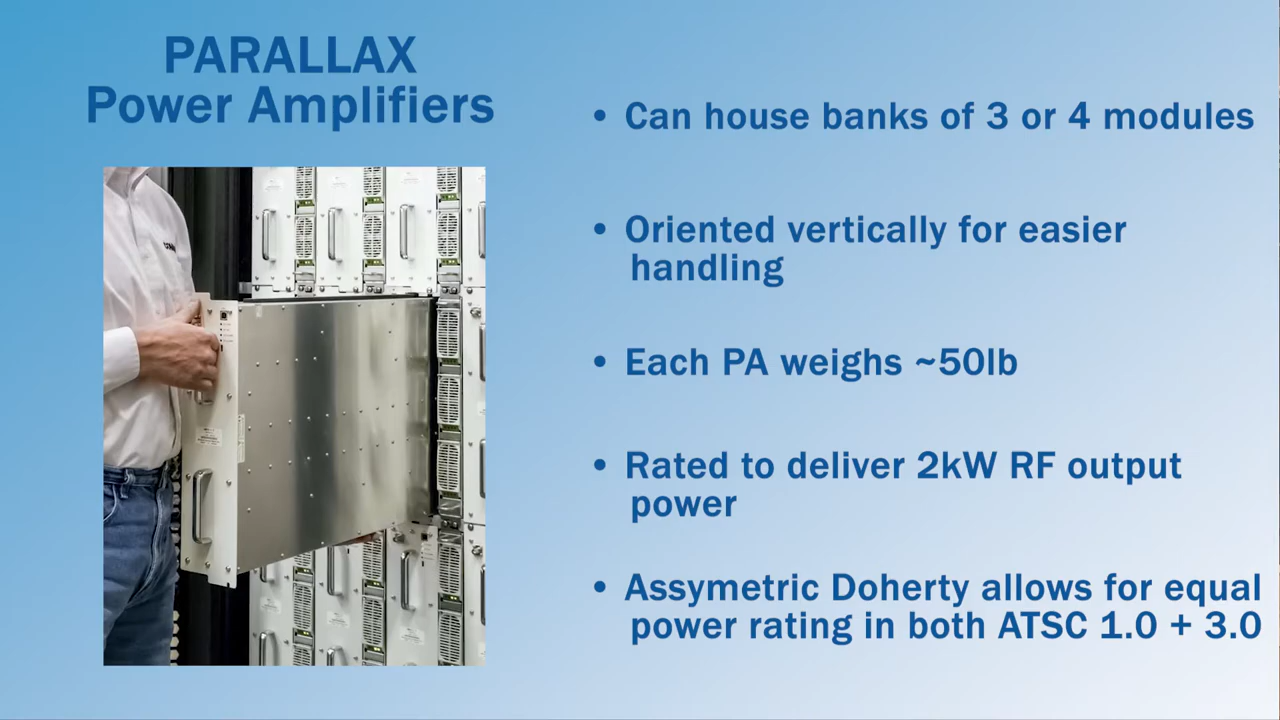 PARALLAX
Power Amplifiers
• Can house banks of 3 or 4 modules
• Oriented vertically for easier
handling
• Each PA weighs ~50lb
• Rated to deliver 2kW RF output
power
• Assymetric Doherty allows for equal
power rating in both ATSC 1.0 + 3.0